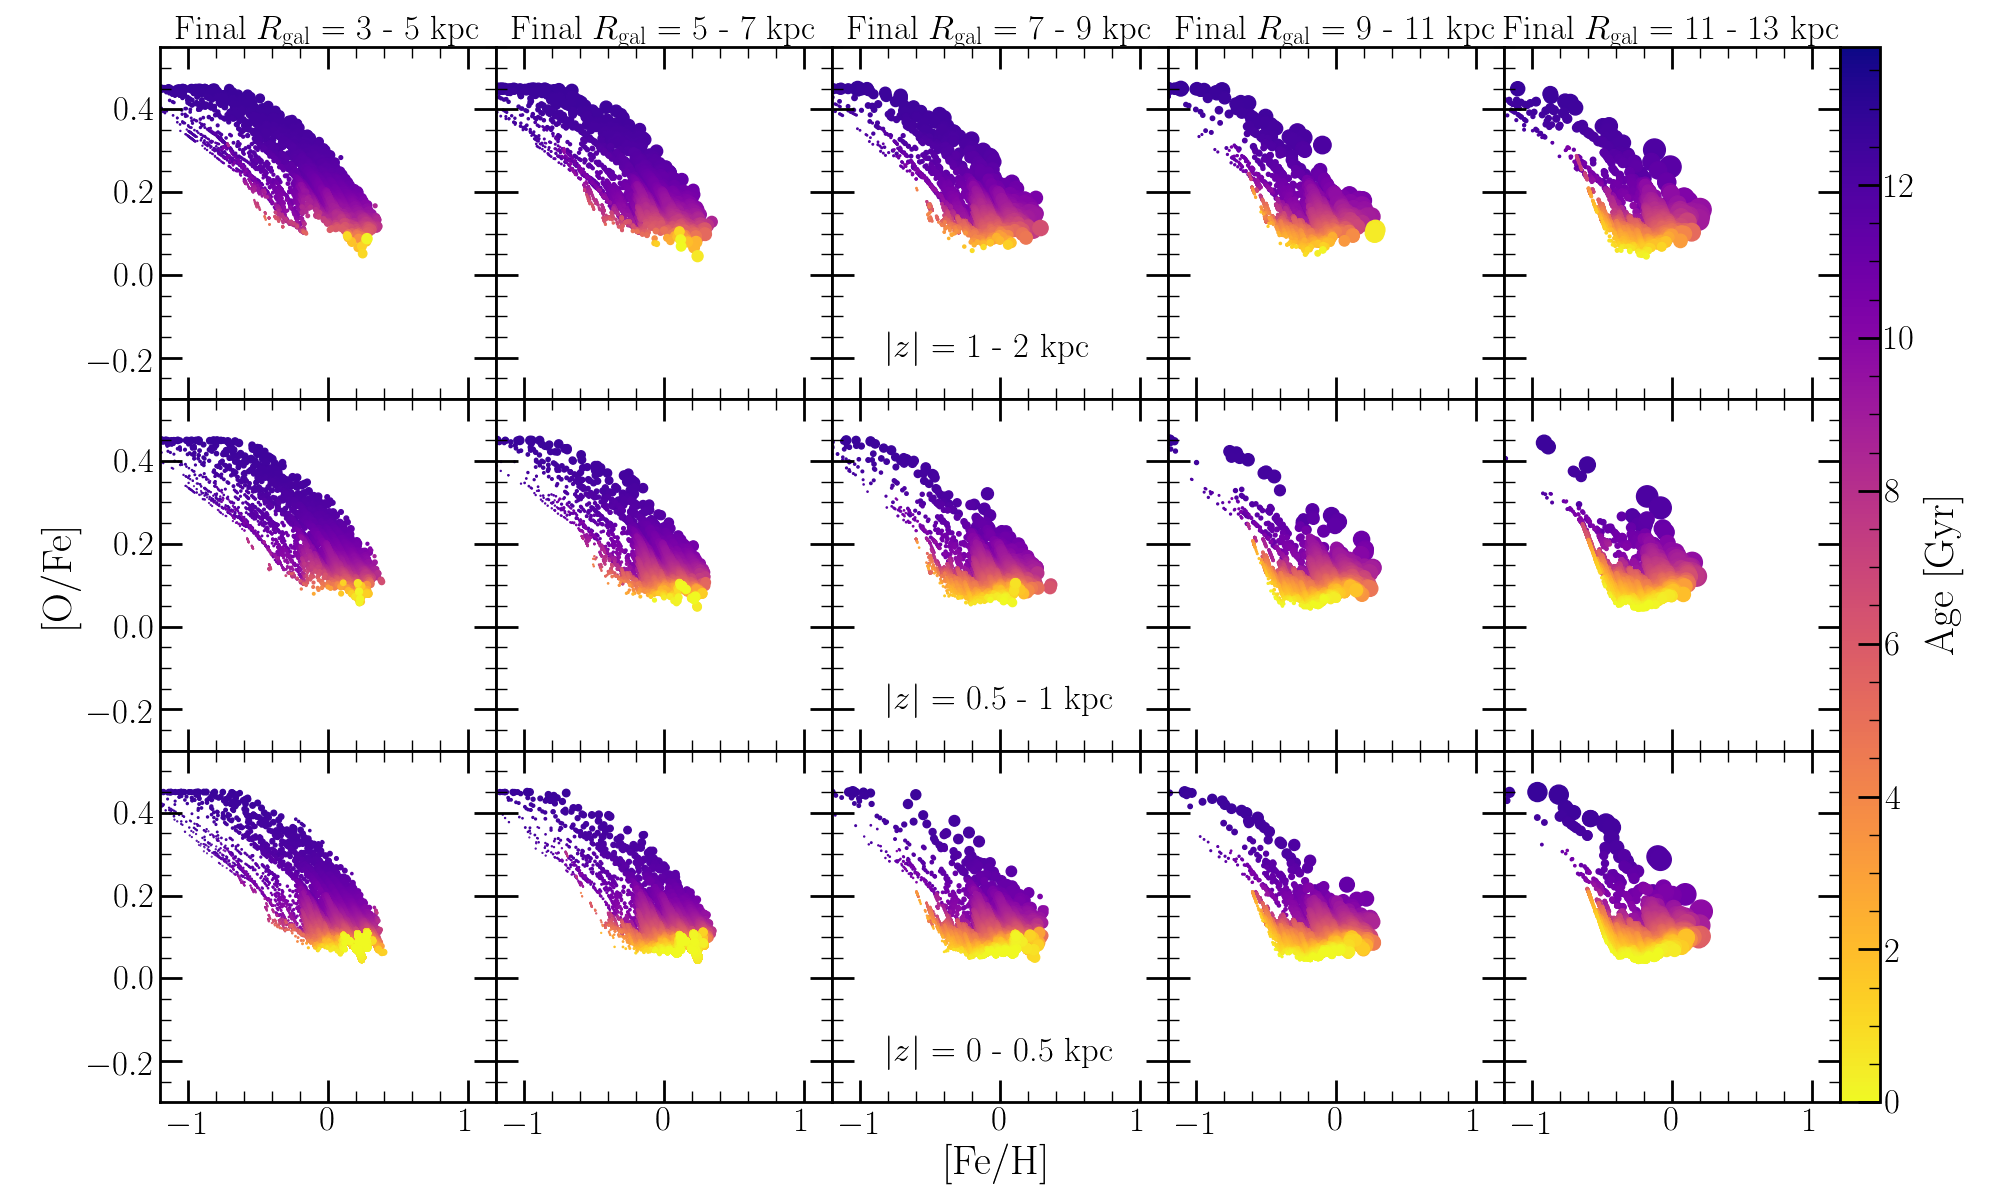 Final R_gal = 3 - 5 kpc
Final R_gal = 5 - 7 kpc
Final R_gal = 7 - 9 kpc
Final R_gal = 9 - 11 kpc
Final R_gal = 11 - 13 kpc
0.4
0.2
0.0
−0.2
|z| = 1 - 2 kpc
0.4
0.2
0.0
−0.2
|z| = 0.5 - 1 kpc
0.4
0.2
0.0
−0.2
|z| = 0 - 0.5 kpc
[O/Fe]
−1 0 1
−1 0 1
−1 0 1
−1 0 1
−1 0 1
[Fe/H]
12
10
8
6
4
2
0
Age [Gyr]